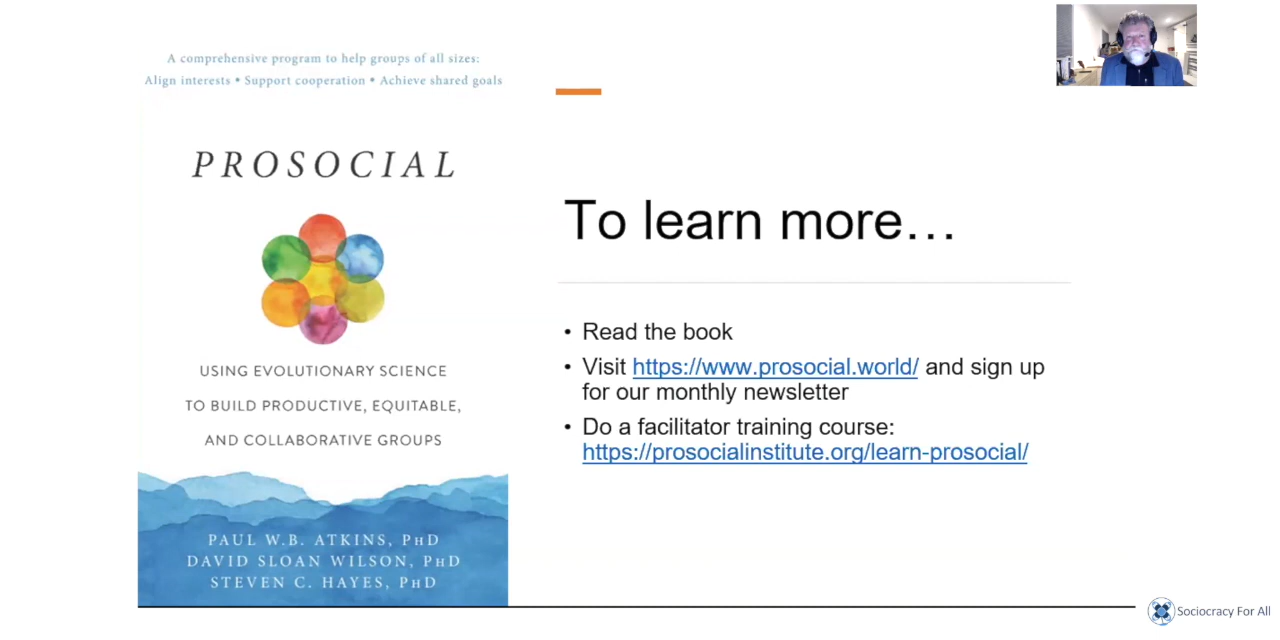 A comprehensive program to help groups of all sizes:
Align interests • Support cooperation • Achieve shared goals
PROSOCIAL
USING EVOLUTIONARY SCIENCE
TO BUILD PRODUCTIVE, EQUITABLE,
AND COLLABORATIVE GROUPS
PAUL W.B. ATKINS, PHD
DAVID SLOAN WILSON, PHD
STEVEN C. HAYES, PHD
To learn more...
• Read the book
• Visit https://www.prosocial.world/ and sign up
for our monthly newsletter
• Do a facilitator training course:
https://prosocialinstitute.org/learn-prosocial/
Sociocracy For All